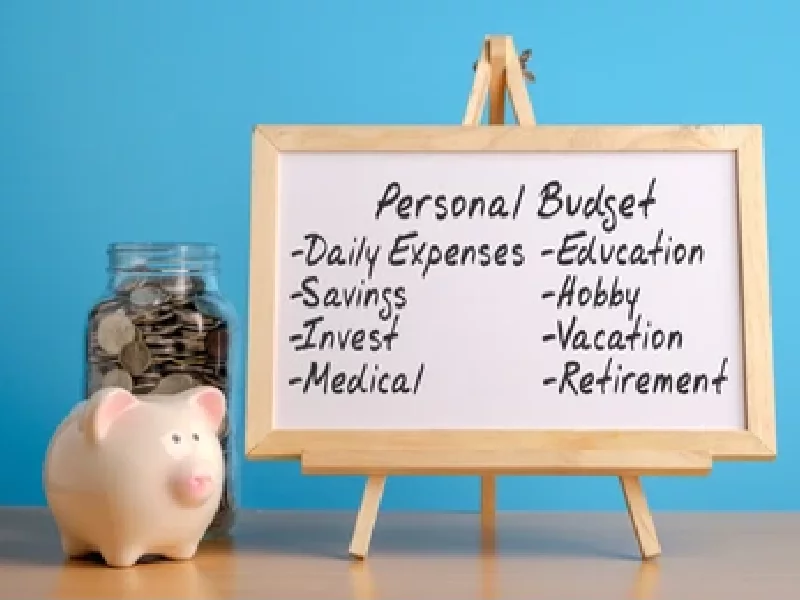 Personal Budget
-Daily Expenses -Education
-Savings -Hobby
-Invest -Vacation
-Medical -Retirement